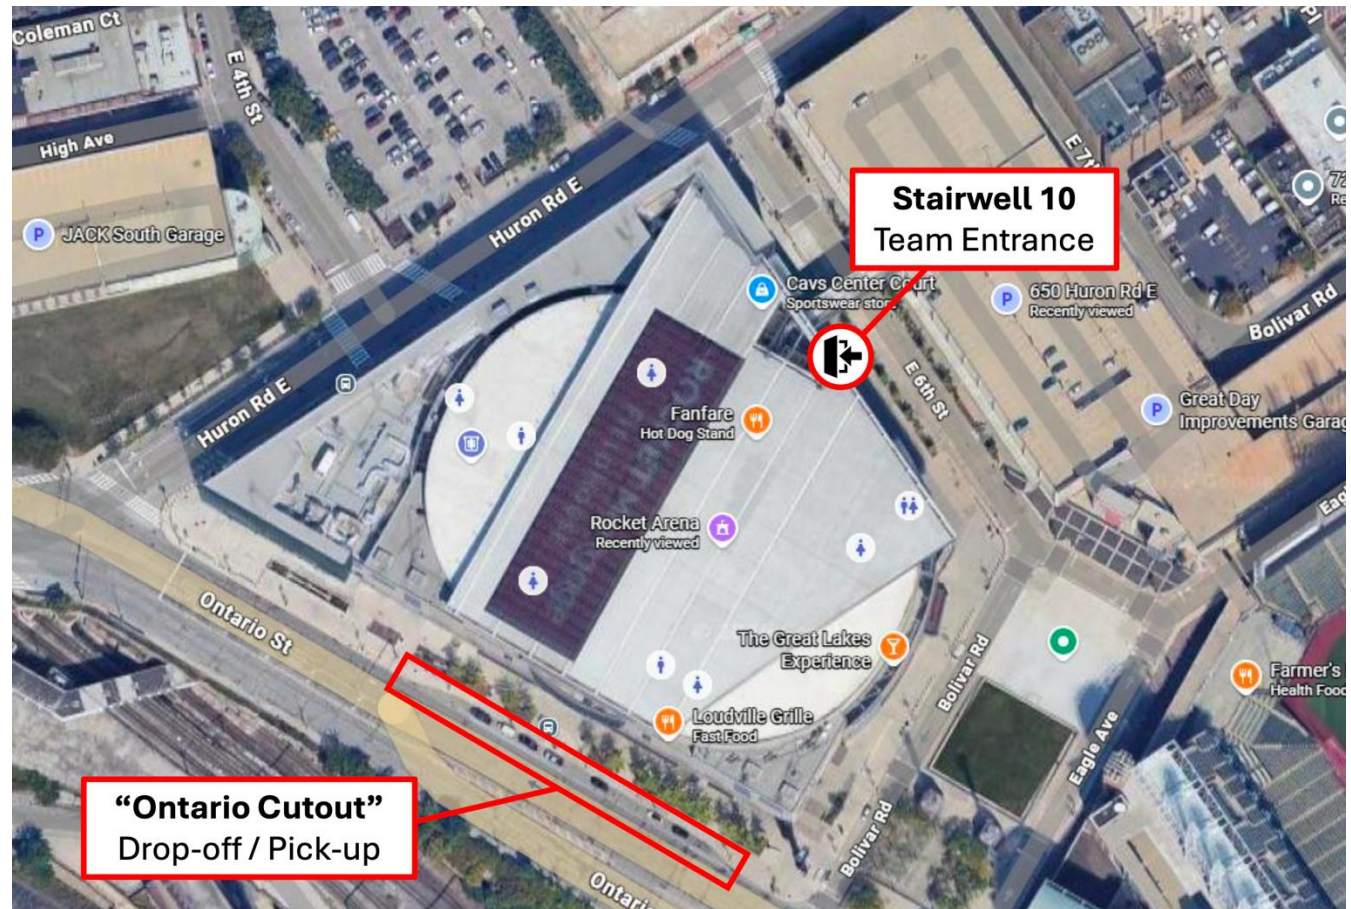 Coleman Ct
E 4th St
High Ave
P
JACK South Garage
Huron Rd E
Stairwell 10
Team Entrance
Cavs Center Court
Sportswear store
P
650 Huron Rd E
Recently viewed
Bolivar Rd
E 6th St
P
Great Day
Improvements Garag
Huron Rd E
Fanfare
Hot Dog Stand
Rocket Arena
Recently viewed
Ontario St
The Great Lakes
Experience
Bolivar Rd
Farmer's
Health Food
Loudville Grille
Fast Food
Eagle Ave
"Ontario Cutout"
Drop-off / Pick-up
Bolivar Rd
Ontario